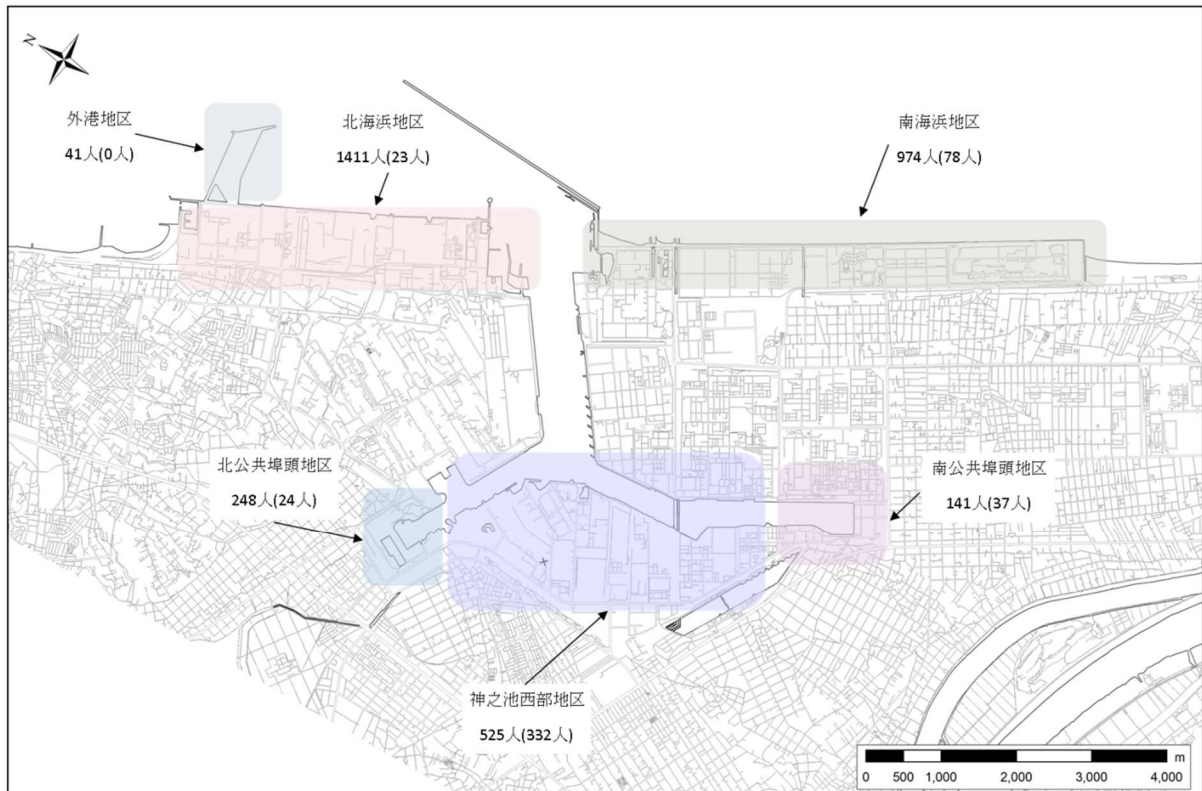 N
外港地区
41人(0人)
北海浜地区
1411人(23人)
南海浜地区
974人(78人)
北公共埠頭地区
248人(24人)
南公共埠頭地区
141人(37人)
神之池西部地区
525人(332人)
m
0 500 1,000 2,000 3,000 4,000